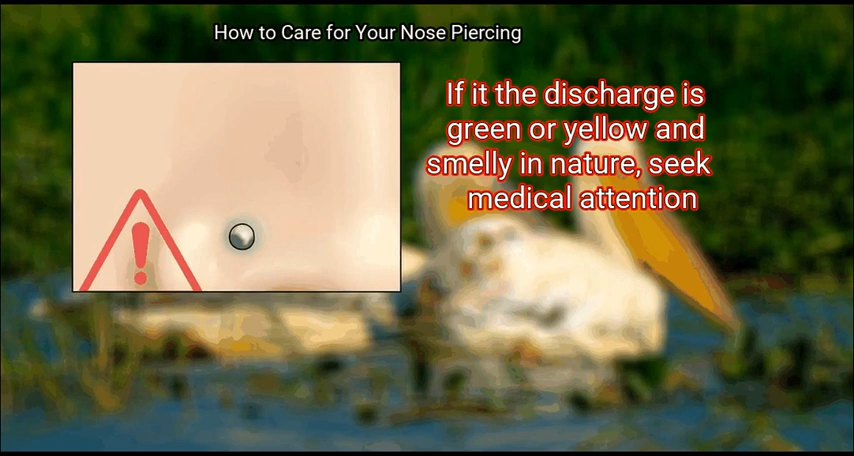 How to Care for Your Nose Piercing
If it the discharge is
green or yellow and
smelly in nature, seek
medical attention